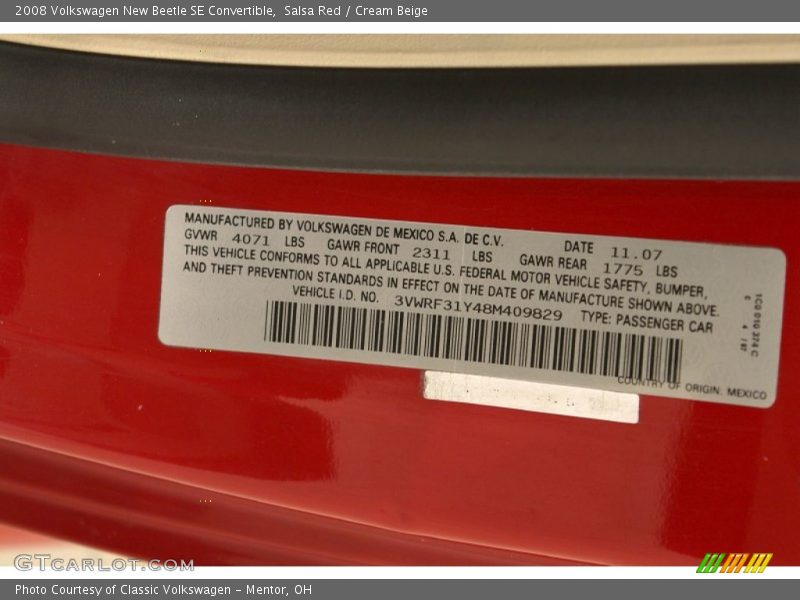 2008 Volkswagen New Beetle SE Convertible, Salsa Red / Cream Beige
MANUFACTURED BY VOLKSWAGEN DE MEXICO S.A. DE C.V. DATE 11.07
GVWR 4071 LBS GAWR FRONT 2311 LBS GAWR REAR 1775 LBS
THIS VEHICLE CONFORMS TO ALL APPLICABLE U.S. FEDERAL MOTOR VEHICLE SAFETY, BUMPER,
AND THEFT PREVENTION STANDARDS IN EFFECT ON THE DATE OF MANUFACTURE SHOWN ABOVE.
VEHICLE I.D. NO. 3VWRF31Y48M409829 TYPE: PASSENGER CAR
COUNTRY OF ORIGIN: MEXICO
1C0 010 374 C
GTCARLOT.COM
Photo Courtesy of Classic Volkswagen - Mentor, OH